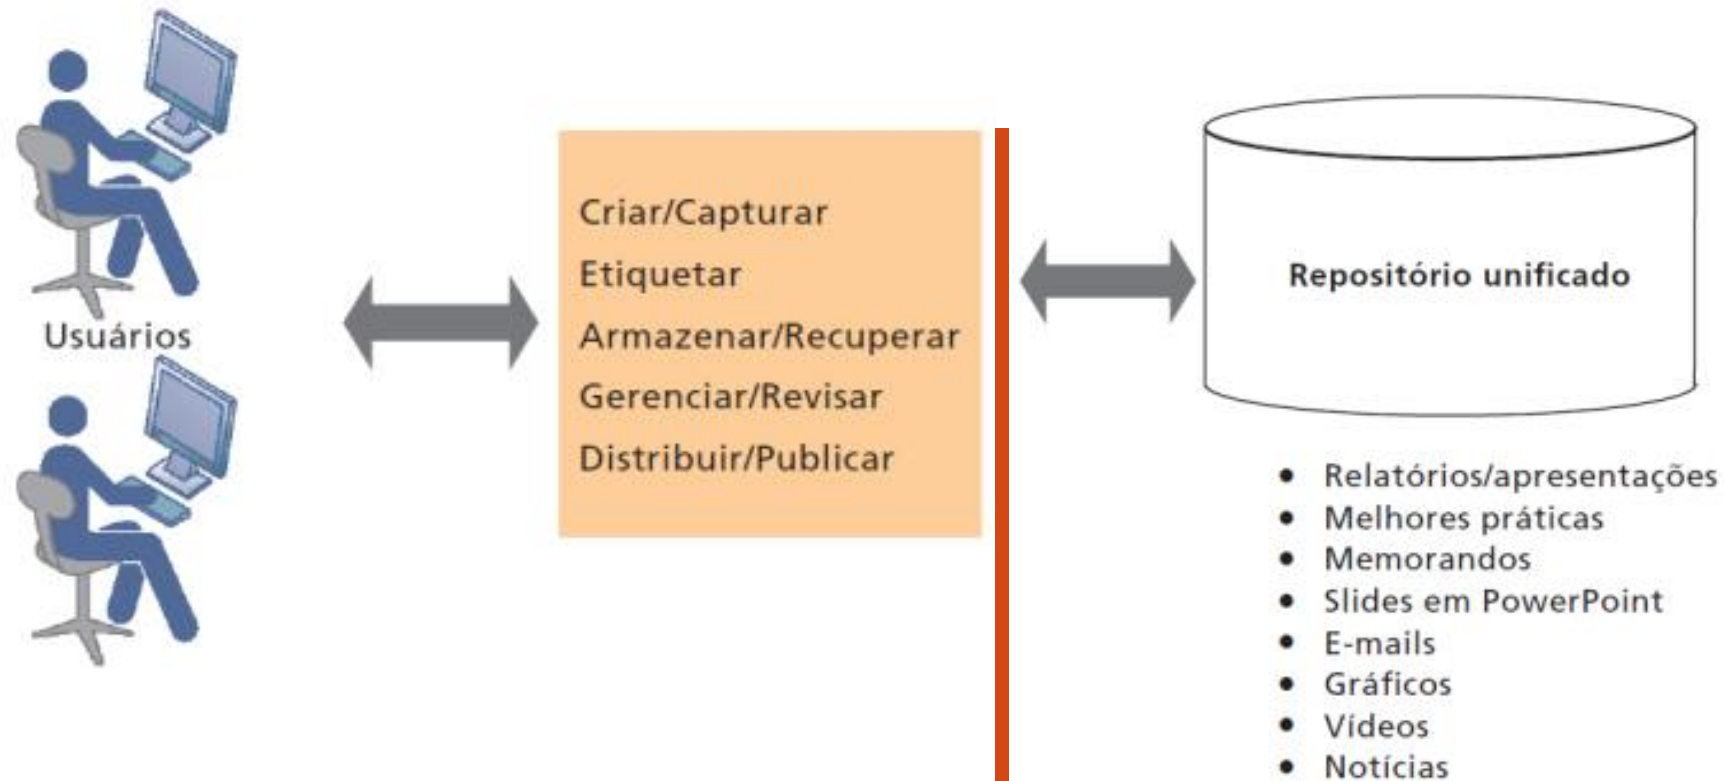 Usuários
Criar/Capturar
Etiquetar
Armazenar/Recuperar
Gerenciar/Revisar
Distribuir/Publicar
Repositório unificado
• Relatórios/apresentações
• Melhores práticas
• Memorandos
• Slides em PowerPoint
• E-mails
• Gráficos
• Vídeos
• Notícias